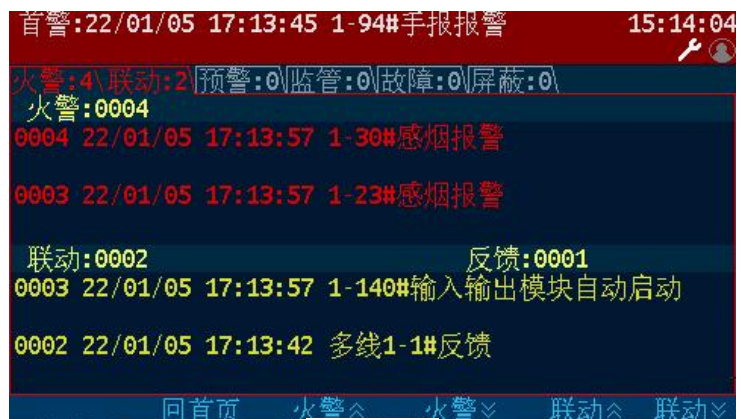 首警:22/01/05 17:13:45 1-94#手报报警 15:14:04
火警:4\联动:2\预警:0\监管:0\故障:0\屏蔽:0\
火警:0004
0004 22/01/05 17:13:57 1-30#感烟报警
0003 22/01/05 17:13:57 1-23#感烟报警
联动:0002 反馈:0001
0003 22/01/05 17:13:57 1-140#输入输出模块自动启动
0002 22/01/05 17:13:42 多线1-1#反馈
回首页 火警︽ 火警︾ 联动︽ 联动︾